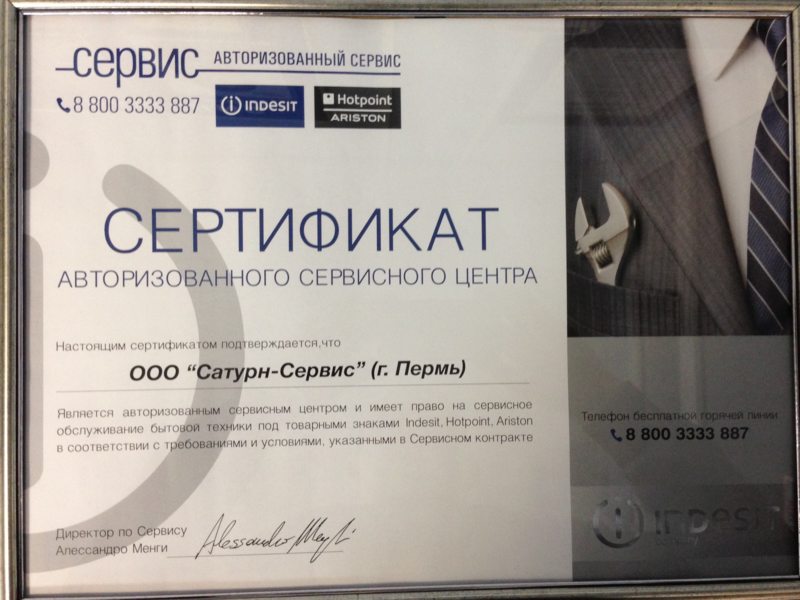 сервис АВТОРИЗОВАННЫЙ СЕРВИС
8 800 3333 887
INDESIT
Hotpoint
ARISTON
СЕРТИФИКАТ
АВТОРИЗОВАННОГО СЕРВИСНОГО ЦЕНТРА
Настоящим сертификатом подтверждается,что
ООО “Сатурн-Сервис” (г. Пермь)
Является авторизованным сервисным центром и имеет право на сервисное
обслуживание бытовой техники под товарными знаками Indesit, Hotpoint, Ariston
в соответствии с требованиями и условиями, указанными в Сервисном контракте
Директор по Сервису
Алессандро Менги
Телефон бесплатной горячей линии
8 800 3333 887
INDESIT